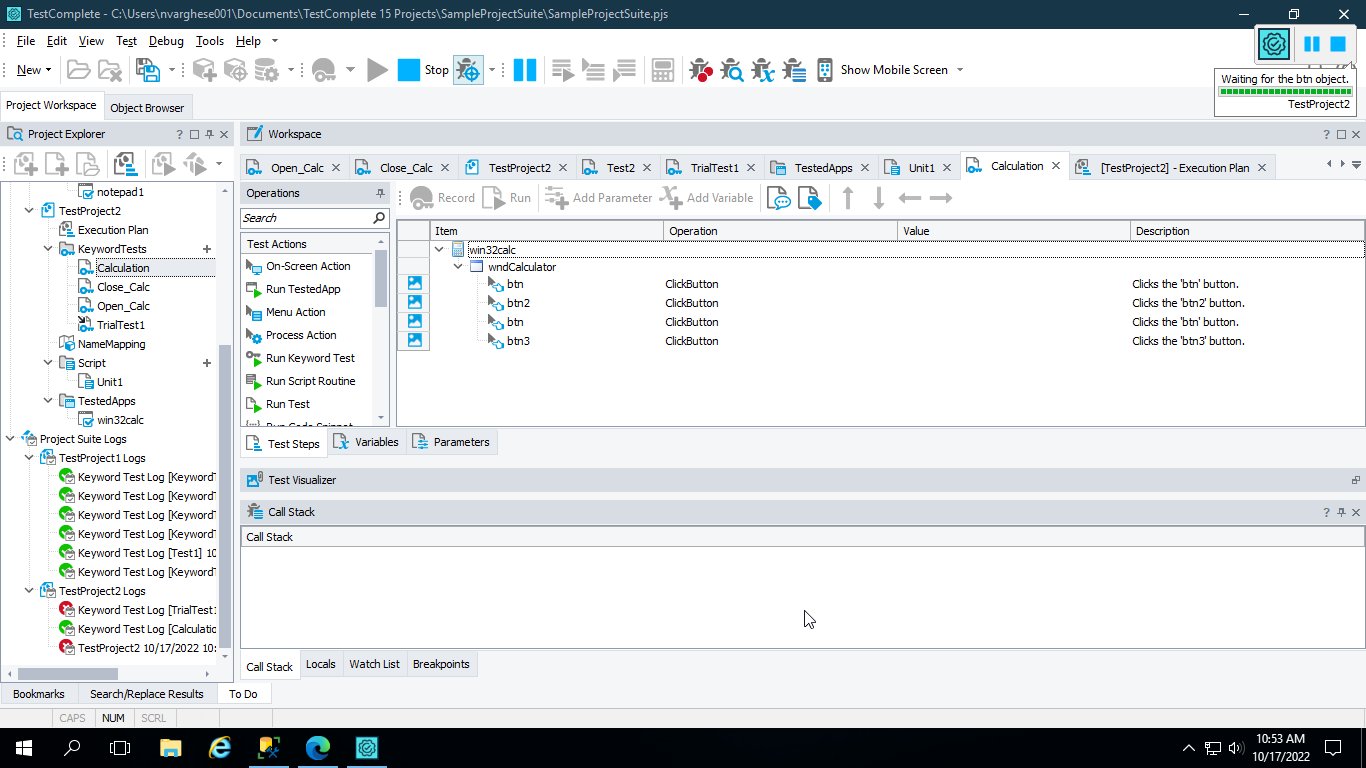 TestComplete - C:\Users\nvarghese001\Documents\TestComplete 15 Projects\SampleProjectSuite\SampleProjectSuite.pjs
File Edit View Test Debug Tools Help
New Stop Show Mobile Screen
Waiting for the btn object.
TestProject2
Project Workspace Object Browser
Project Explorer
Workspace
Open_Calc Close_Calc TestProject2 Test2 TrialTest1 TestedApps Unit1 Calculation [TestProject2] - Execution Plan
notepad1
TestProject2
Execution Plan
KeywordTests
Calculation
Close_Calc
Open_Calc
TrialTest1
NameMapping
Script
Unit1
TestedApps
win32calc
Project Suite Logs
TestProject1 Logs
Keyword Test Log [KeywordT
Keyword Test Log [KeywordT
Keyword Test Log [KeywordT
Keyword Test Log [KeywordT
Keyword Test Log [Test1] 10
Keyword Test Log [KeywordT
TestProject2 Logs
Keyword Test Log [TrialTest1
Keyword Test Log [Calculatio
TestProject2 10/17/2022 10:
Operations
Search
Test Actions
On-Screen Action
Run TestedApp
Menu Action
Process Action
Run Keyword Test
Run Script Routine
Run Test
Run Code Snippet
Record Run Add Parameter Add Variable
Item Operation Value Description
win32calc
wndCalculator
btn ClickButton Clicks the 'btn' button.
btn2 ClickButton Clicks the 'btn2' button.
btn ClickButton Clicks the 'btn' button.
btn3 ClickButton Clicks the 'btn3' button.
Test Steps Variables Parameters
Test Visualizer
Call Stack
Call Stack
Call Stack Locals Watch List Breakpoints
Bookmarks Search/Replace Results To Do
CAPS NUM SCRL
10:53 AM
10/17/2022